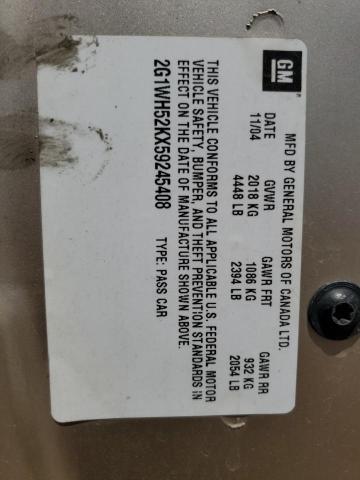 GM
MFD BY GENERAL MOTORS OF CANADA LTD.
DATE GVWR GAWR FRT GAWR RR
11/04 2018 KG 1086 KG 932 KG
4448 LB 2394 LB 2054 LB
THIS VEHICLE CONFORMS TO ALL APPLICABLE U.S. FEDERAL MOTOR
VEHICLE SAFETY, BUMPER, AND THEFT PREVENTION STANDARDS IN
EFFECT ON THE DATE OF MANUFACTURE SHOWN ABOVE.
2G1WH52KX59245408 TYPE: PASS CAR